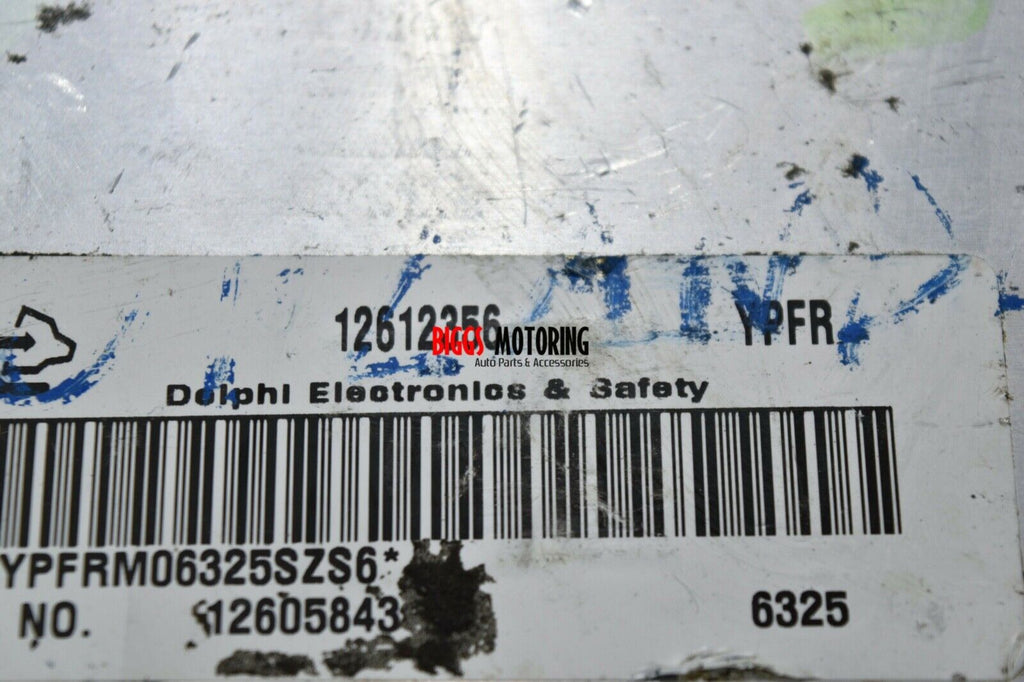 12612356 YPFR
BIGGS MOTORING
Auto Parts & Accessories
Delphi Electronics & Safety
YPFRM06325SZS6*
NO. 12605843 6325